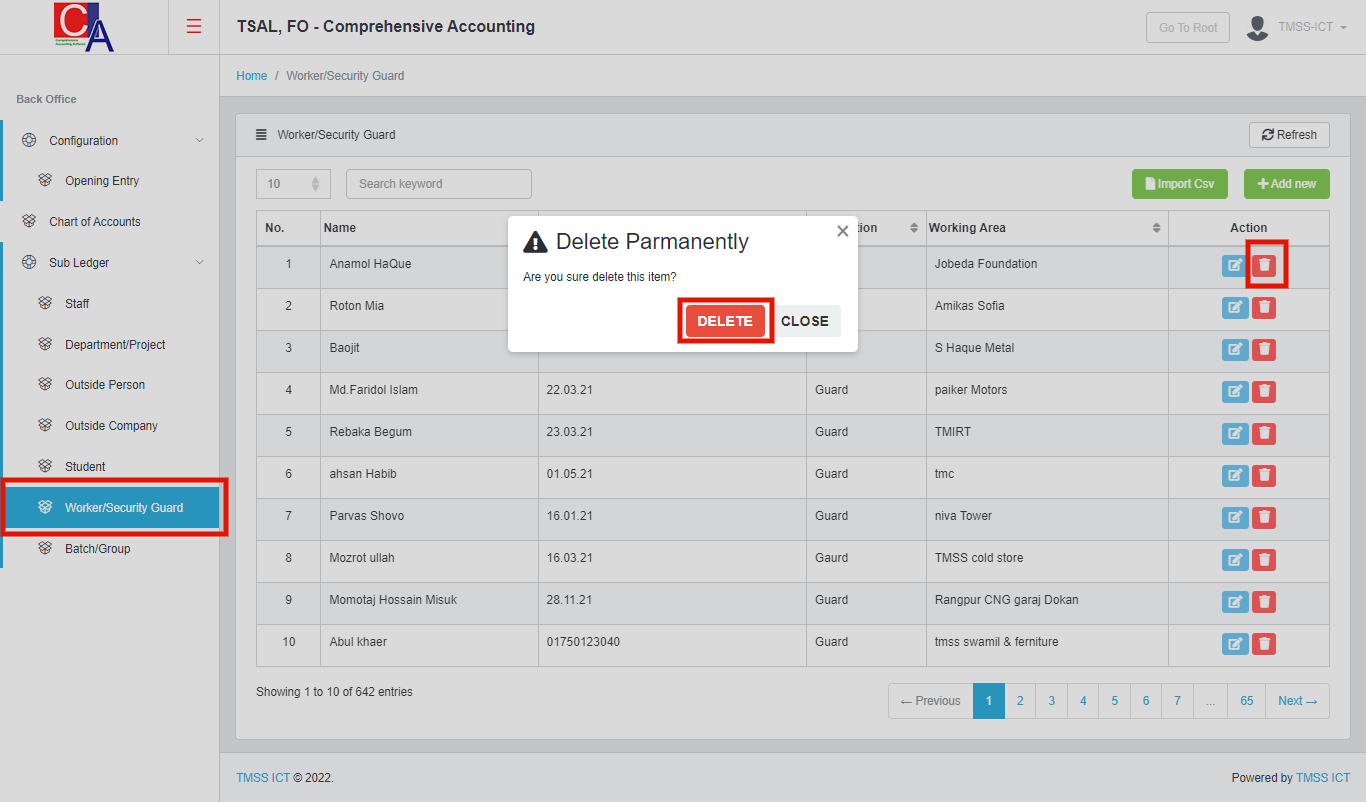 CA
Comprehensive
Accounting Software
TSAL, FO - Comprehensive Accounting
Go To Root
TMSS-ICT
Home / Worker/Security Guard
Back Office
Configuration
Opening Entry
Chart of Accounts
Sub Ledger
Staff
Department/Project
Outside Person
Outside Company
Student
Worker/Security Guard
Batch/Group
Worker/Security Guard
Refresh
10
Search keyword
Import Csv
Add new
No. Name tion Working Area Action
1 Anamol HaQue Jobeda Foundation
2 Roton Mia Amikas Sofia
3 Baojit S Haque Metal
4 Md.Faridol Islam 22.03.21 Guard paiker Motors
5 Rebaka Begum 23.03.21 Guard TMIRT
6 ahsan Habib 01.05.21 Guard tmc
7 Parvas Shovo 16.01.21 Guard niva Tower
8 Mozrot ullah 16.03.21 Gaurd TMSS cold store
9 Momotaj Hossain Misuk 28.11.21 Guard Rangpur CNG garaj Dokan
10 Abul khaer 01750123040 Guard tmss swamil & ferniture
Delete Parmanently
Are you sure delete this item?
DELETE CLOSE
Showing 1 to 10 of 642 entries
← Previous 1 2 3 4 5 6 7 ... 65 Next →
TMSS ICT © 2022.
Powered by TMSS ICT